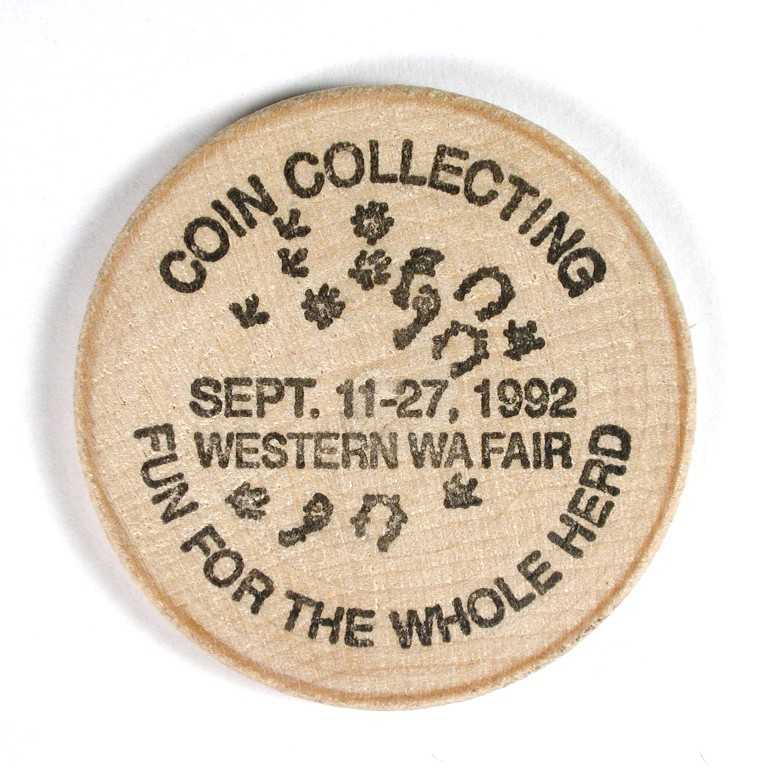 COIN COLLECTING
SEPT. 11-27, 1992
WESTERN WA FAIR
FUN FOR THE WHOLE HERD